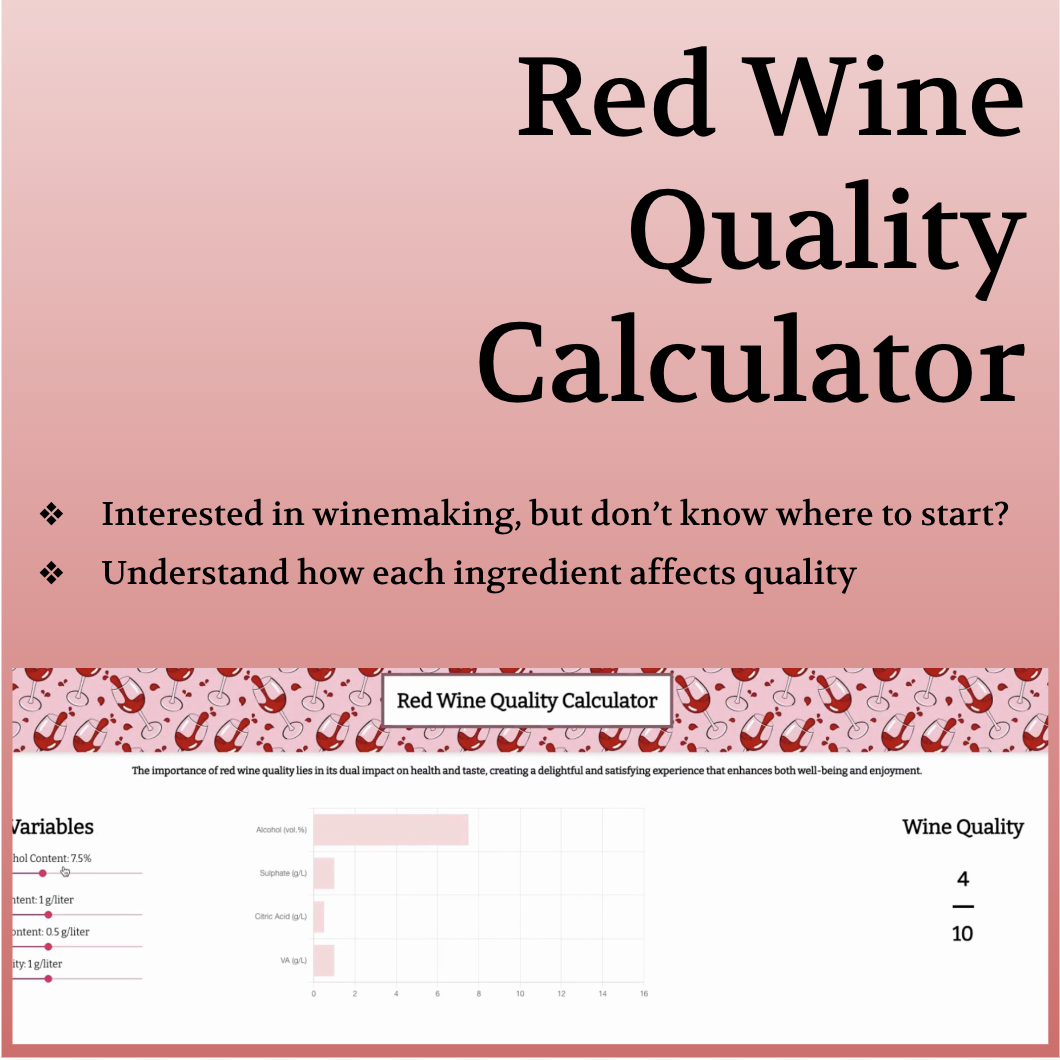 Red Wine
Quality
Calculator
❖ Interested in winemaking, but don’t know where to start?
❖ Understand how each ingredient affects quality
Red Wine Quality Calculator
The importance of red wine quality lies in its dual impact on health and taste, creating a delightful and satisfying experience that enhances both well-being and enjoyment.
Variables
hol Content: 7.5%
ntent: 1 g/liter
ontent: 0.5 g/liter
ity: 1 g/liter
Alcohol (vol.%)
Sulphate (g/L)
Citric Acid (g/L)
VA (g/L)
0 2 4 6 8 10 12 14 16
Wine Quality
4
10